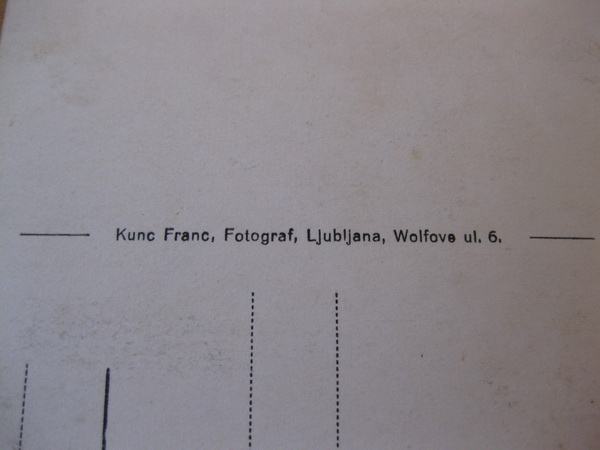 Kunc Franc, Fotograf, Ljubljana, Wolfove ul. 6.